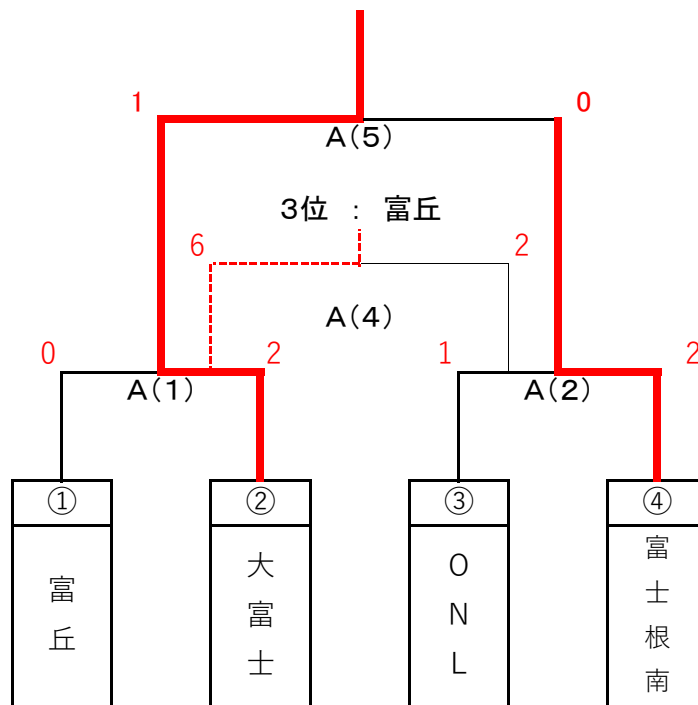 1 0
A(5)
3位 : 富丘
6 2
A(4)
0 2 1 2
A(1) A(2)
① ② ③ ④
富丘
大富士
ONL
富士根南